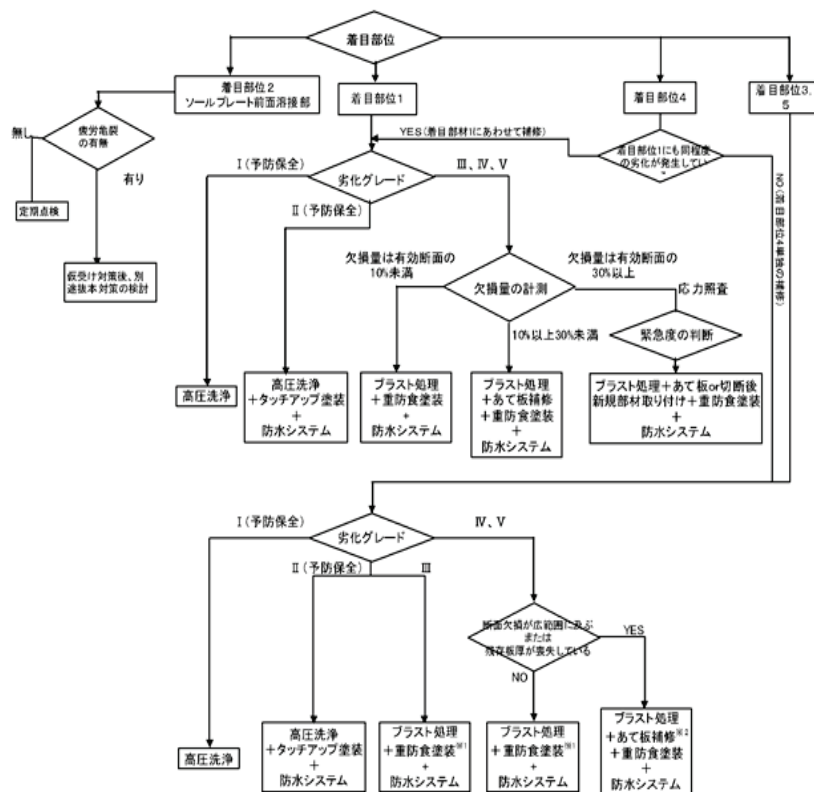 着目部位
着目部位2
ソールプレート前面溶接部
着目部位1
着目部位4
着目部位3.
5
無し
疲労亀裂
の有無
有り
定期点検
仮受け対策後、別
途抜本対策の検討
YES(着目部材1にあわせて補修)
着目部位1にも同程度
の劣化が発生してい
NO(着目部位4単独の補修)
I(予防保全)
劣化グレード
III、IV、V
II(予防保全)
欠損量は有効断面の
10%未満
欠損量は有効断面の
30%以上
欠損量の計測
応力照査
10%以上30%未満
緊急度の判断
高圧洗浄
高圧洗浄
+タッチアップ塗装
+
防水システム
ブラスト処理
+重防食塗装
+
防水システム
ブラスト処理
+あて板補修
+重防食塗装
+
防水システム
ブラスト処理+あて板or切断後
新規部材取り付け+重防食塗装
+
防水システム
I(予防保全)
劣化グレード
IV、V
II(予防保全)
III
断面欠損が広範囲に及ぶ
または
残存板厚が喪失している
YES
NO
高圧洗浄
高圧洗浄
+タッチアップ塗装
+
防水システム
ブラスト処理
+重防食塗装※1
+
防水システム
ブラスト処理
+重防食塗装※1
+
防水システム
ブラスト処理
+あて板補修※2
+重防食塗装
+
防水システム